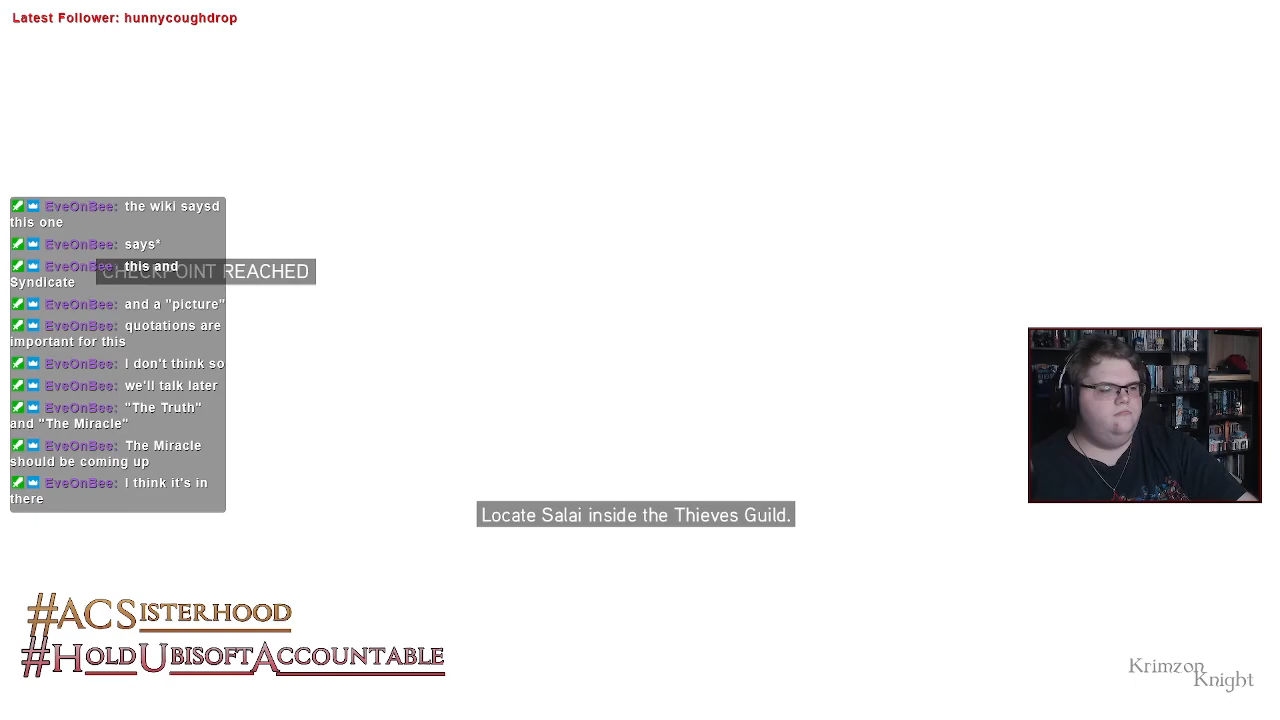 Latest Follower: hunnycoughdrop
EveOnBee: the wiki saysd
this one
EveOnBee: says*
EveOnBee: this and
Syndicate
CHECKPOINT REACHED
EveOnBee: and a "picture"
EveOnBee: quotations are
important for this
EveOnBee: I don't think so
EveOnBee: we'll talk later
EveOnBee: "The Truth"
and "The Miracle"
EveOnBee: The Miracle
should be coming up
EveOnBee: I think it's in
there
Locate Salai inside the Thieves Guild.
#ACSISTERHOOD
#HOLDUBISOFTACCOUNTABLE
Krimzon
Knight